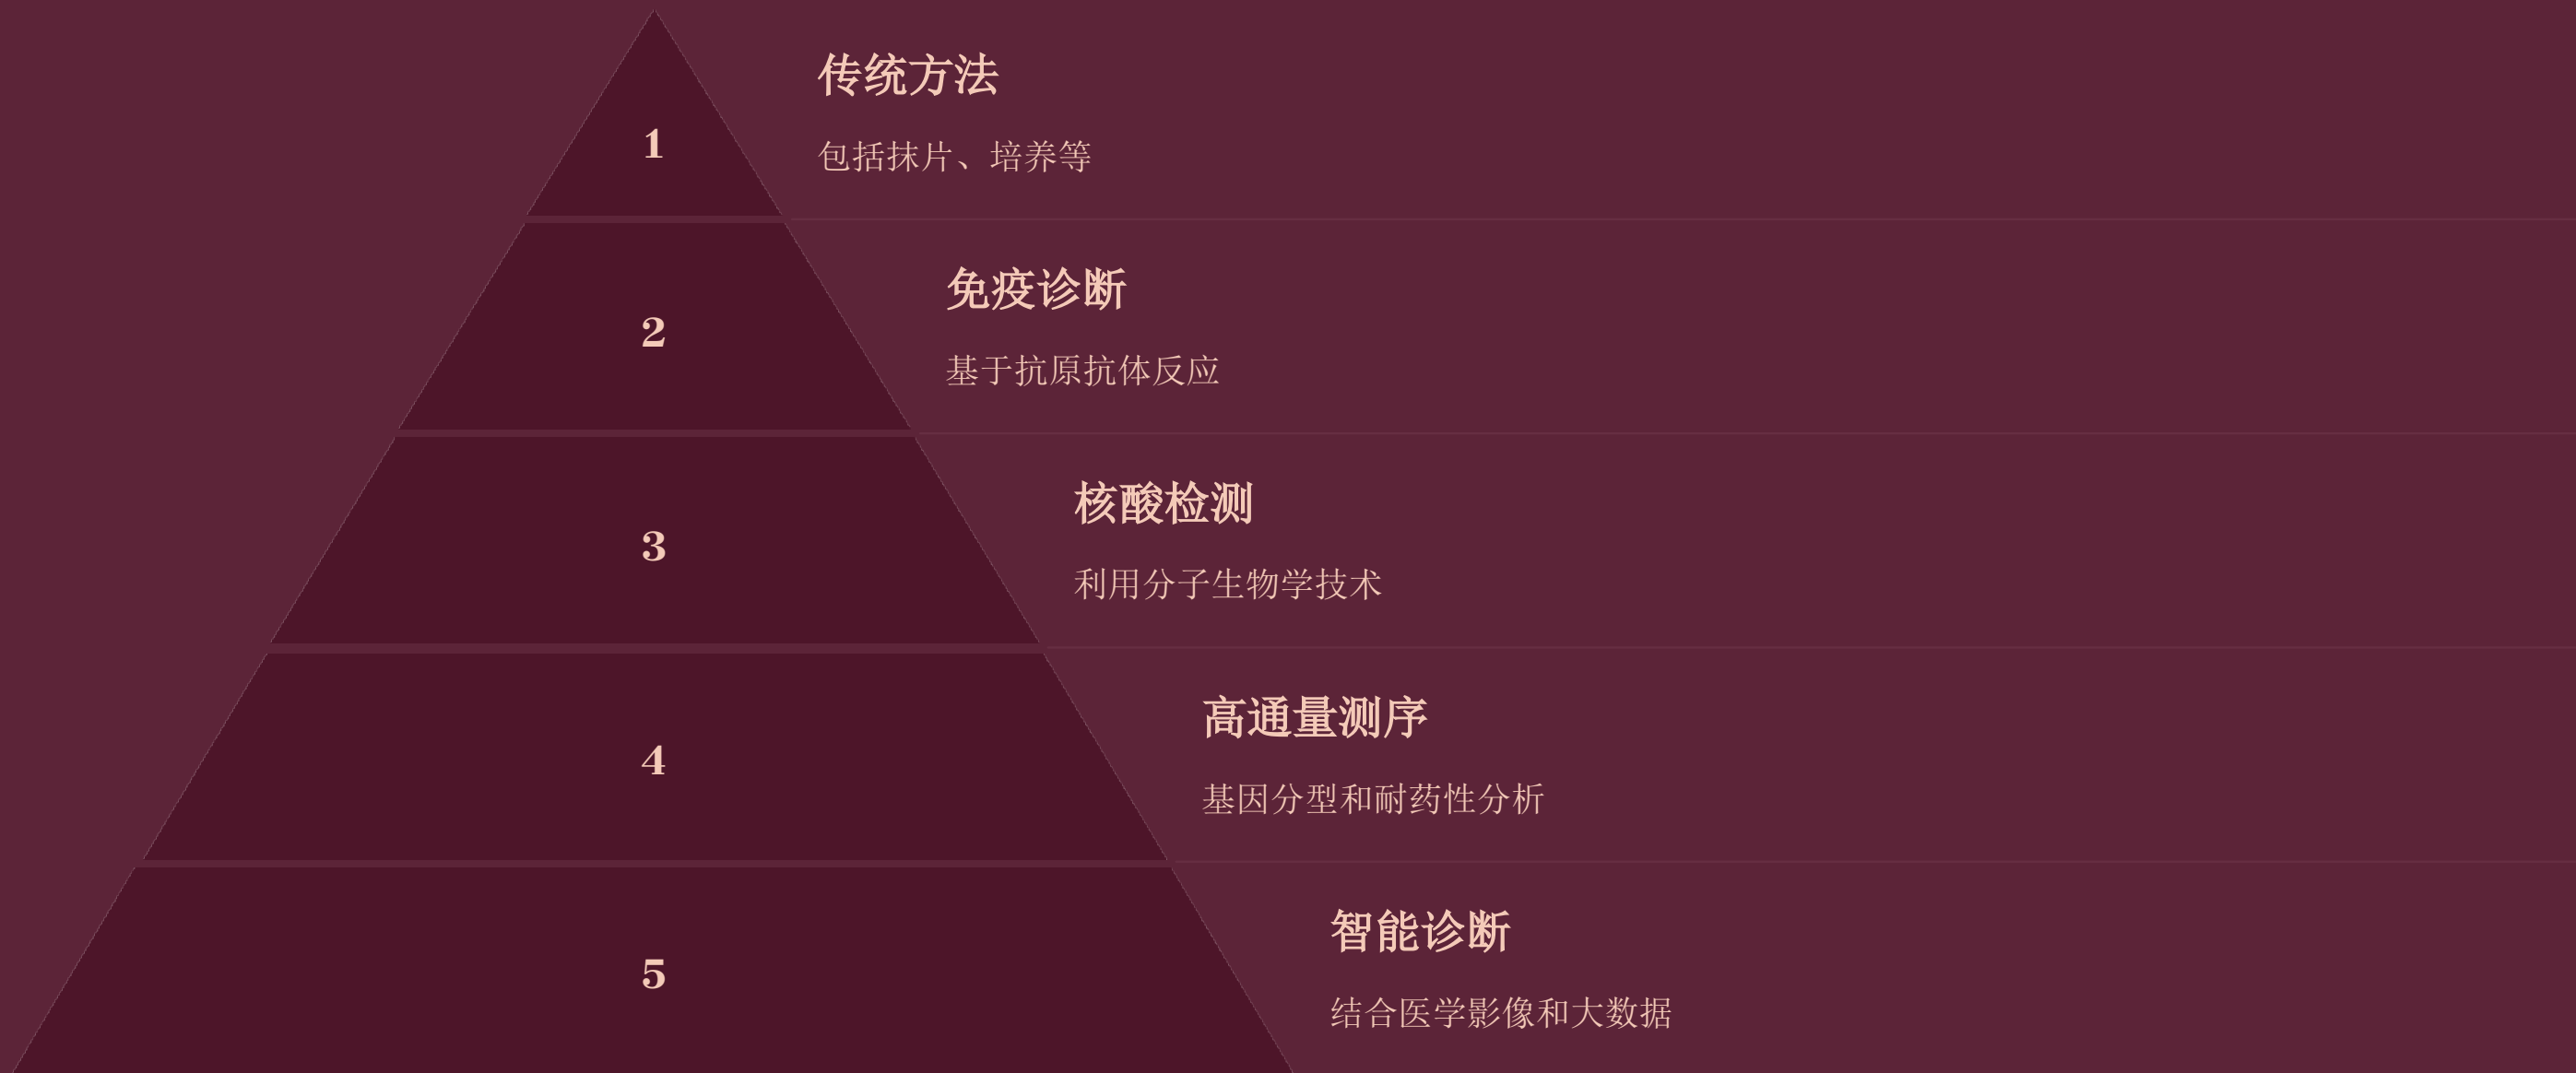 1
传统方法
包括抹片、培养等
2
免疫诊断
基于抗原抗体反应
3
核酸检测
利用分子生物学技术
4
高通量测序
基因分型和耐药性分析
5
智能诊断
结合医学影像和大数据